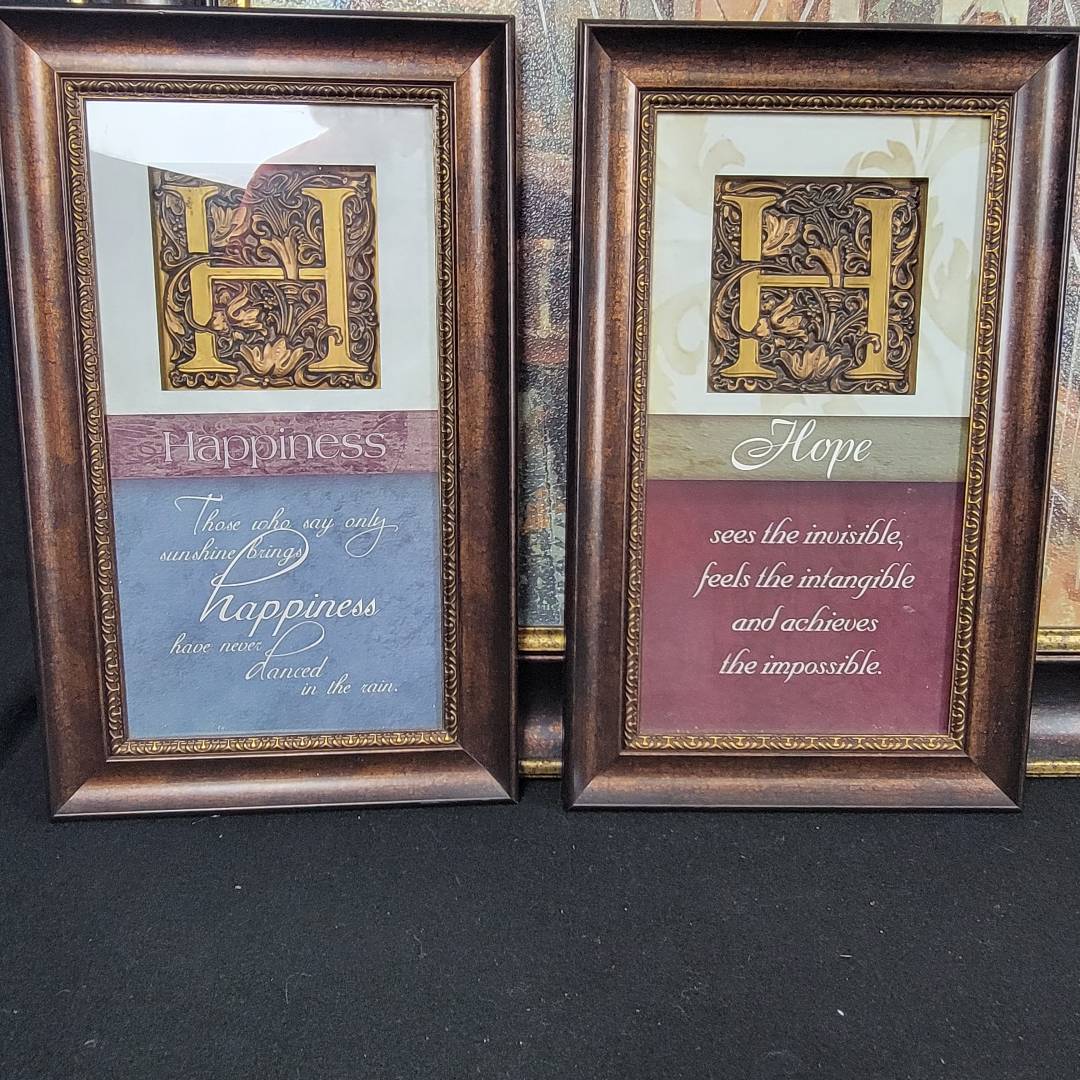 H
Happiness
Those who say only
sunshine brings
happiness
have never
danced
in the rain.
H
Hope
sees the invisible,
feels the intangible
and achieves
the impossible.